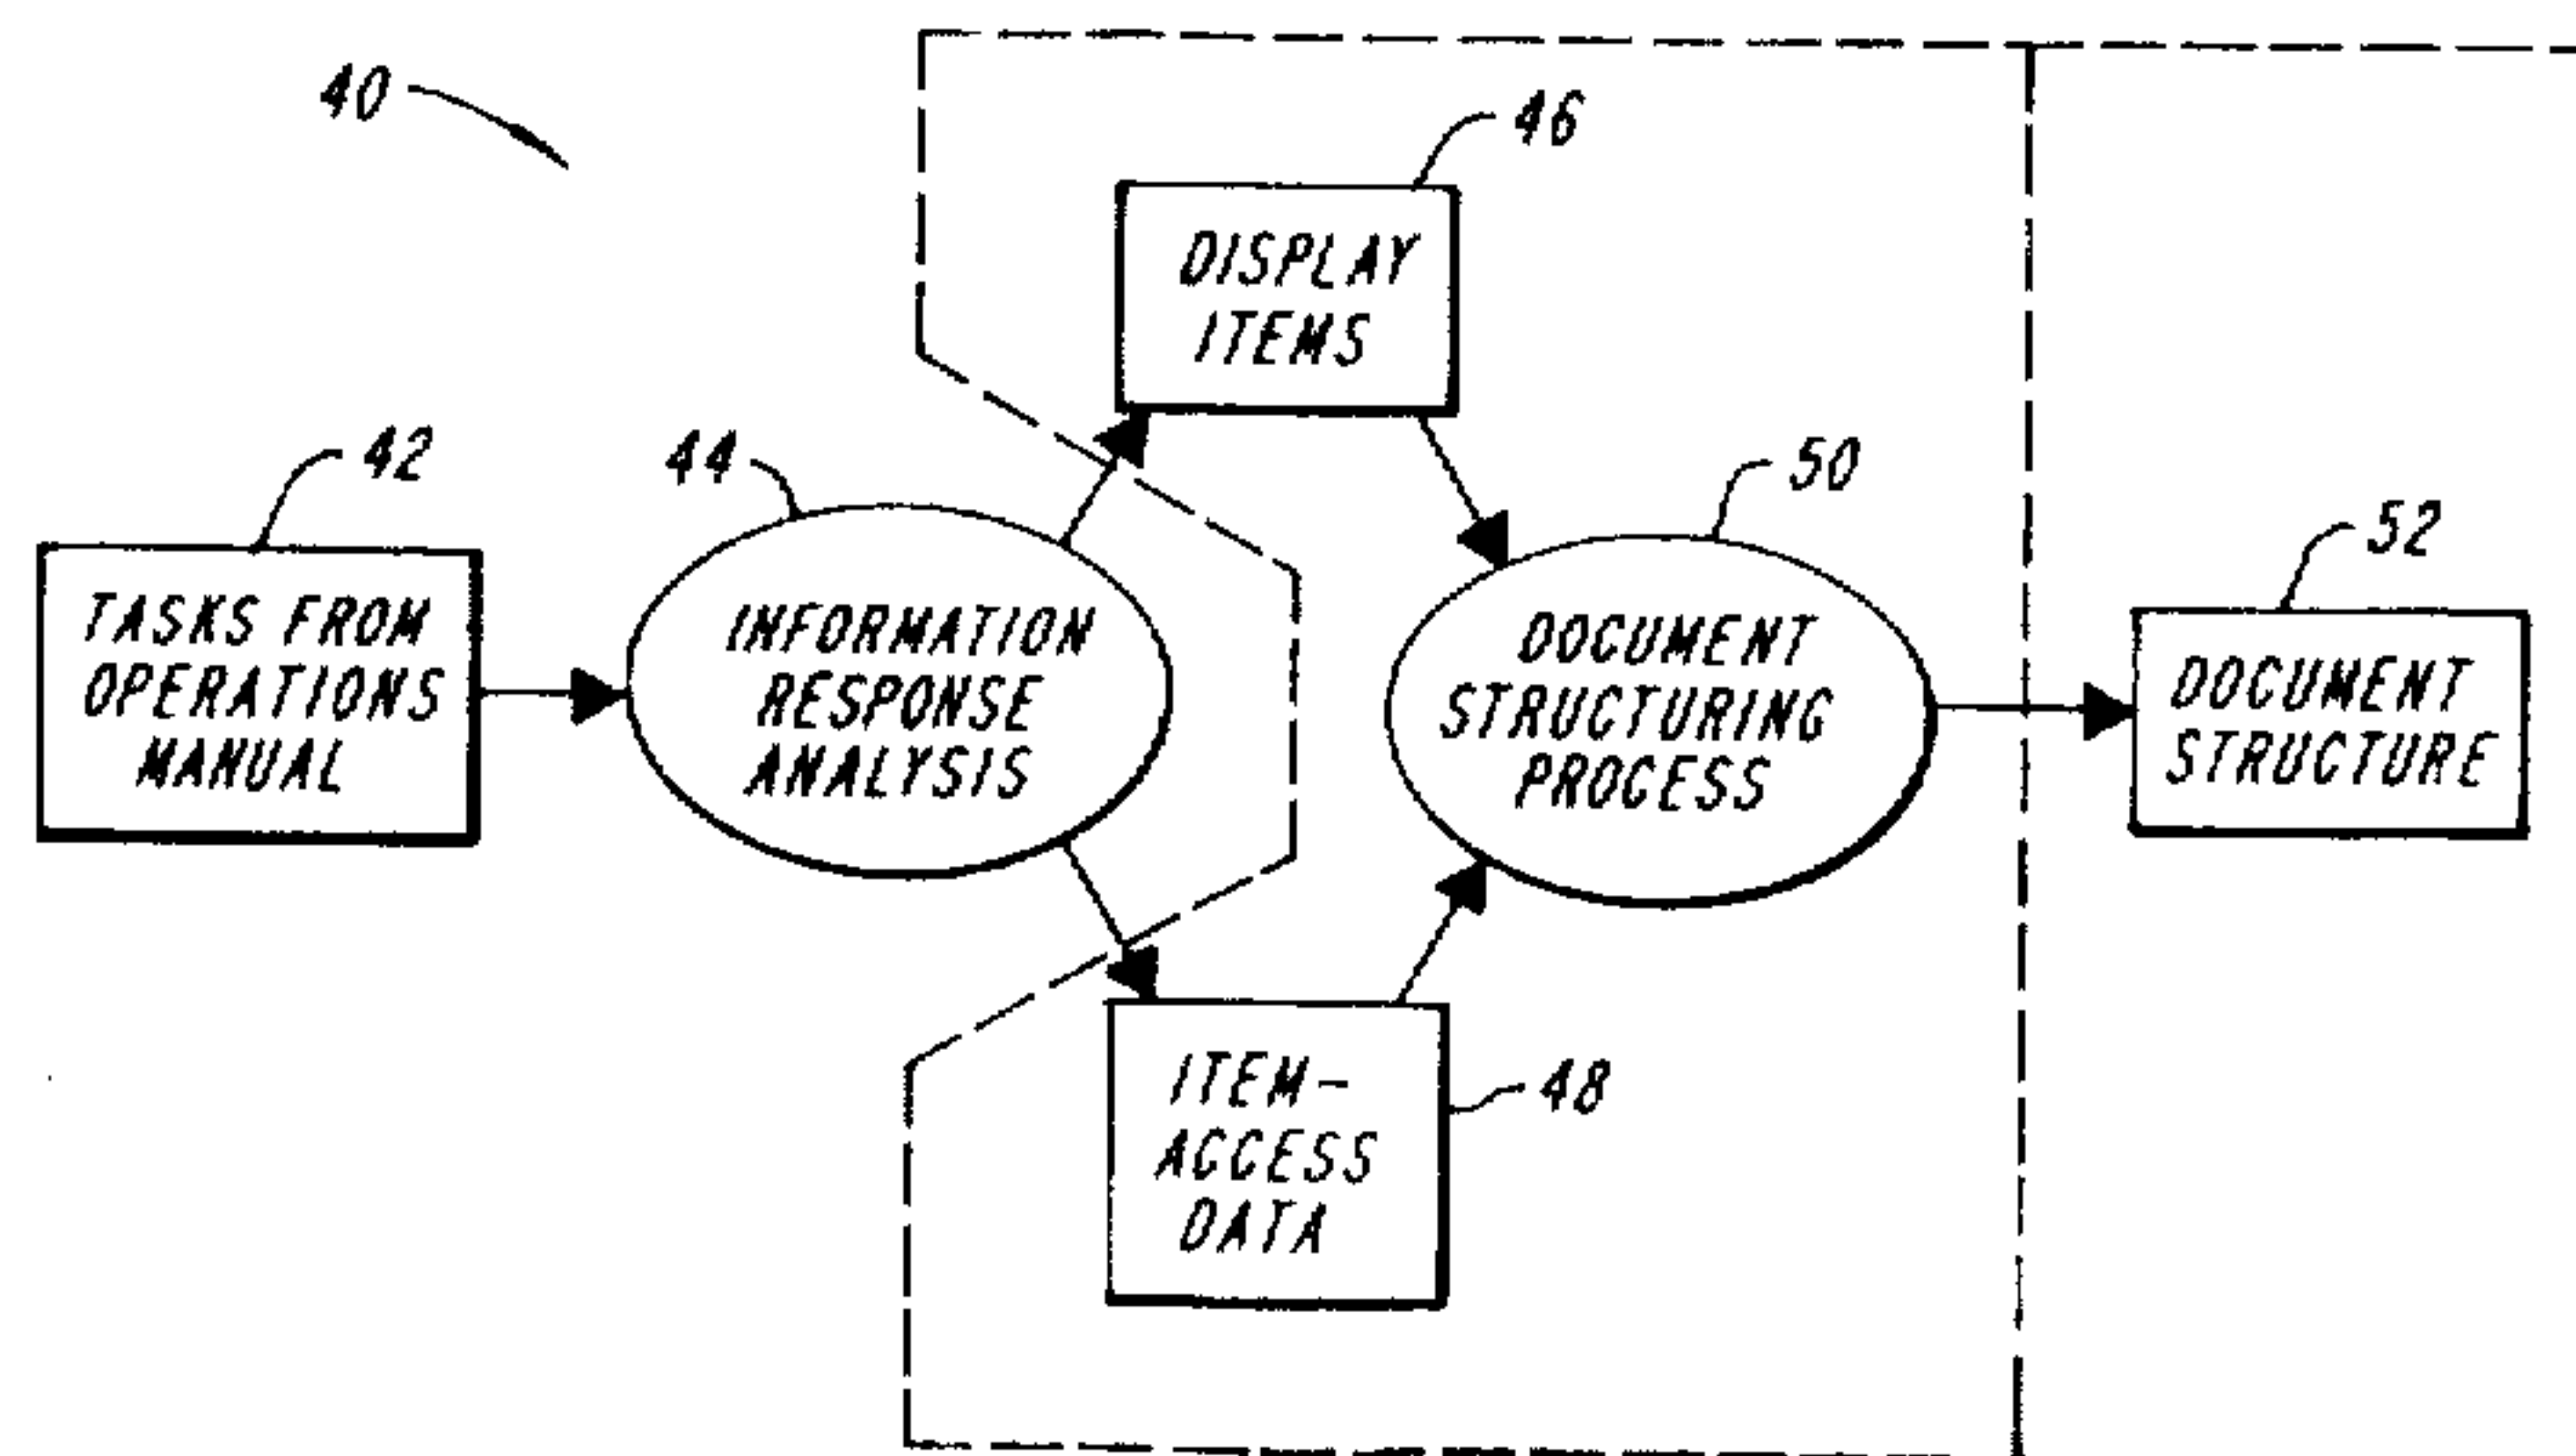 40
46
DISPLAY
ITEMS
42
44
50
52
TASKS FROM
OPERATIONS
MANUAL
INFORMATION
RESPONSE
ANALYSIS
DOCUMENT
STRUCTURING
PROCESS
DOCUMENT
STRUCTURE
ITEM-
ACCESS
DATA
48